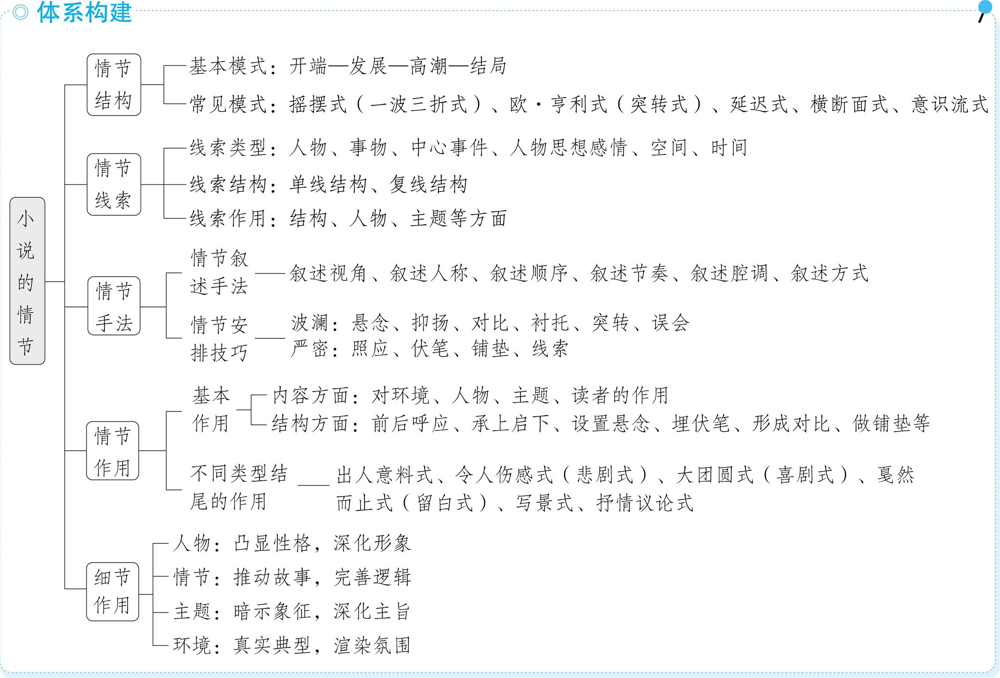 体系构建
小说的情节
情节
结构
基本模式：开端—发展—高潮—结局
常见模式：摇摆式（一波三折式）、欧·亨利式（突转式）、延迟式、横断面式、意识流式
情节
线索
线索类型：人物、事物、中心事件、人物思想感情、空间、时间
线索结构：单线结构、复线结构
线索作用：结构、人物、主题等方面
情节
手法
情节叙
述手法
叙述视角、叙述人称、叙述顺序、叙述节奏、叙述腔调、叙述方式
情节安
排技巧
波澜：悬念、抑扬、对比、衬托、突转、误会
严密：照应、伏笔、铺垫、线索
情节
作用
基本
作用
内容方面：对环境、人物、主题、读者的作用
结构方面：前后呼应、承上启下、设置悬念、埋伏笔、形成对比、做铺垫等
不同类型结
尾的作用
出人意料式、令人伤感式（悲剧式）、大团圆式（喜剧式）、戛然
而止式（留白式）、写景式、抒情议论式
细节
作用
人物：凸显性格，深化形象
情节：推动故事，完善逻辑
主题：暗示象征，深化主旨
环境：真实典型，渲染氛围